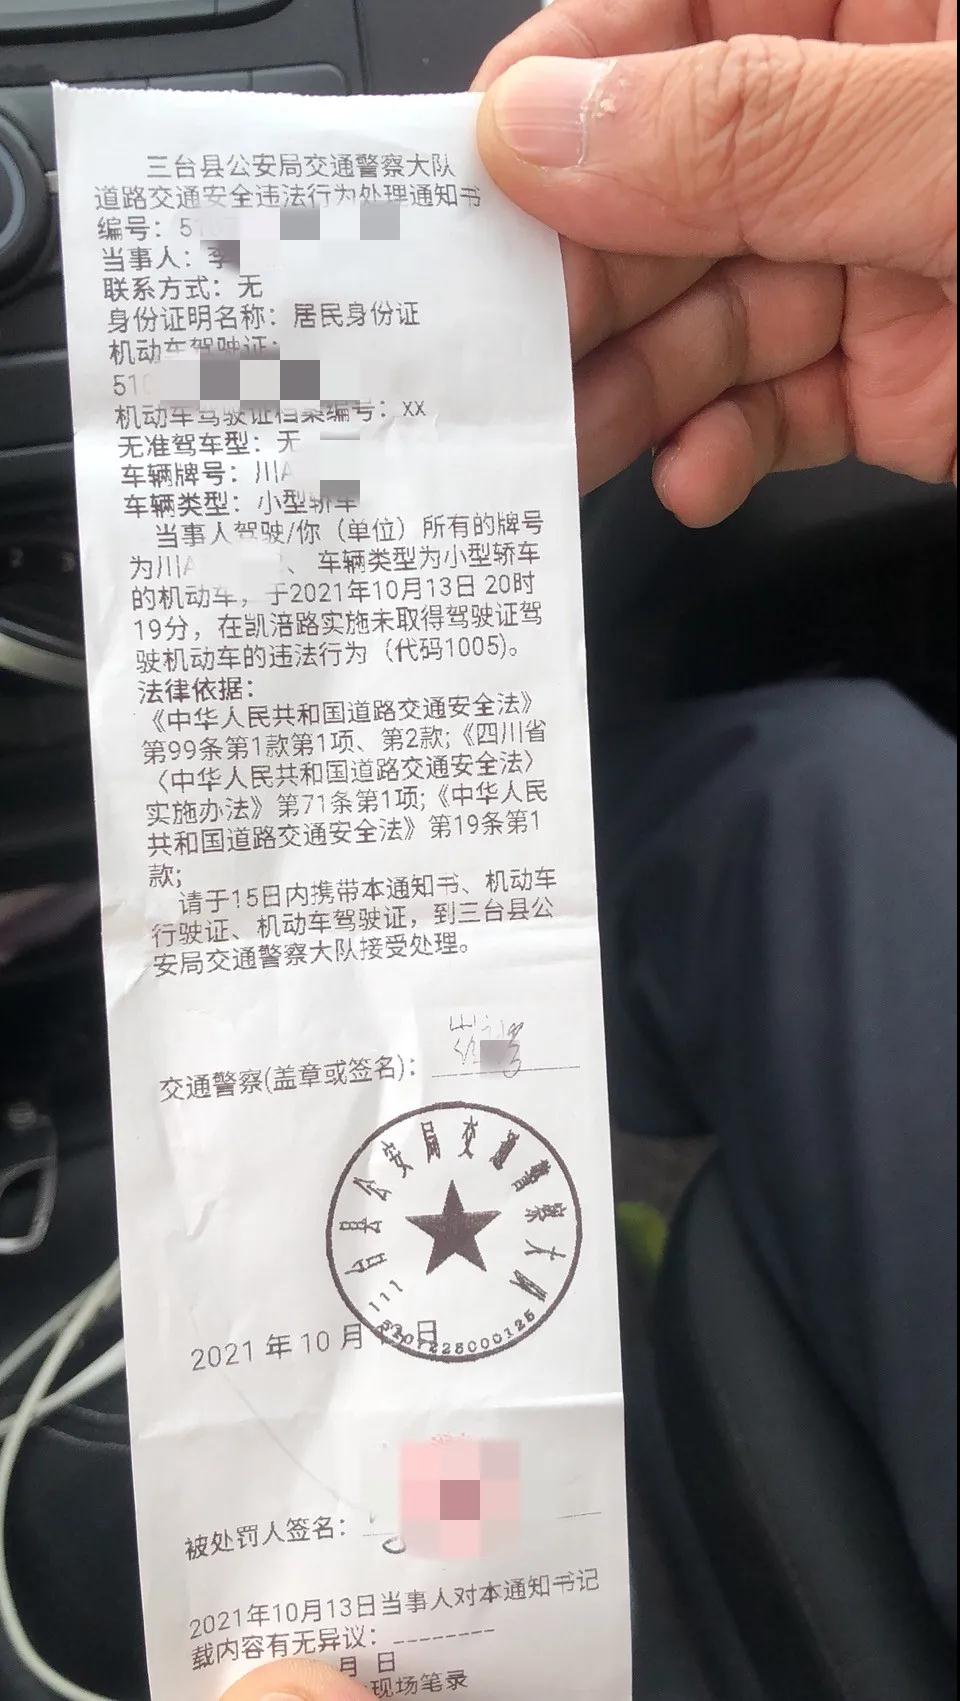 三台县公安局交通警察大队
道路交通安全违法行为处理通知书
编号：51
当事人：李
联系方式：无
身份证明名称：居民身份证
机动车驾驶证：
510
机动车驾驶证档案编号：xx
无准驾车型：无
车辆牌号：川A
车辆类型：小型轿车
当事人驾驶/你（单位）所有的牌号
为川A 、车辆类型为小型轿车
的机动车，于2021年10月13日 20时
19分，在凯涪路实施未取得驾驶证驾
驶机动车的违法行为（代码1005)。
法律依据：
《中华人民共和国道路交通安全法》
第99条第1款第1项、第2款;《四川省
〈中华人民共和国道路交通安全法〉
实施办法》第71条第1项;《中华人民
共和国道路交通安全法》第19条第1
款;
请于15日内携带本通知书、机动车
行驶证、机动车驾驶证，到三台县公
安局交通警察大队接受处理。
交通警察(盖章或签名)：
三台县公安局交通警察大队
5107225000125
2021 年 10 月 日
被处罚人签名：
2021年10月13日当事人对本通知书记
载内容有无异议：--------
月 日
现场笔录